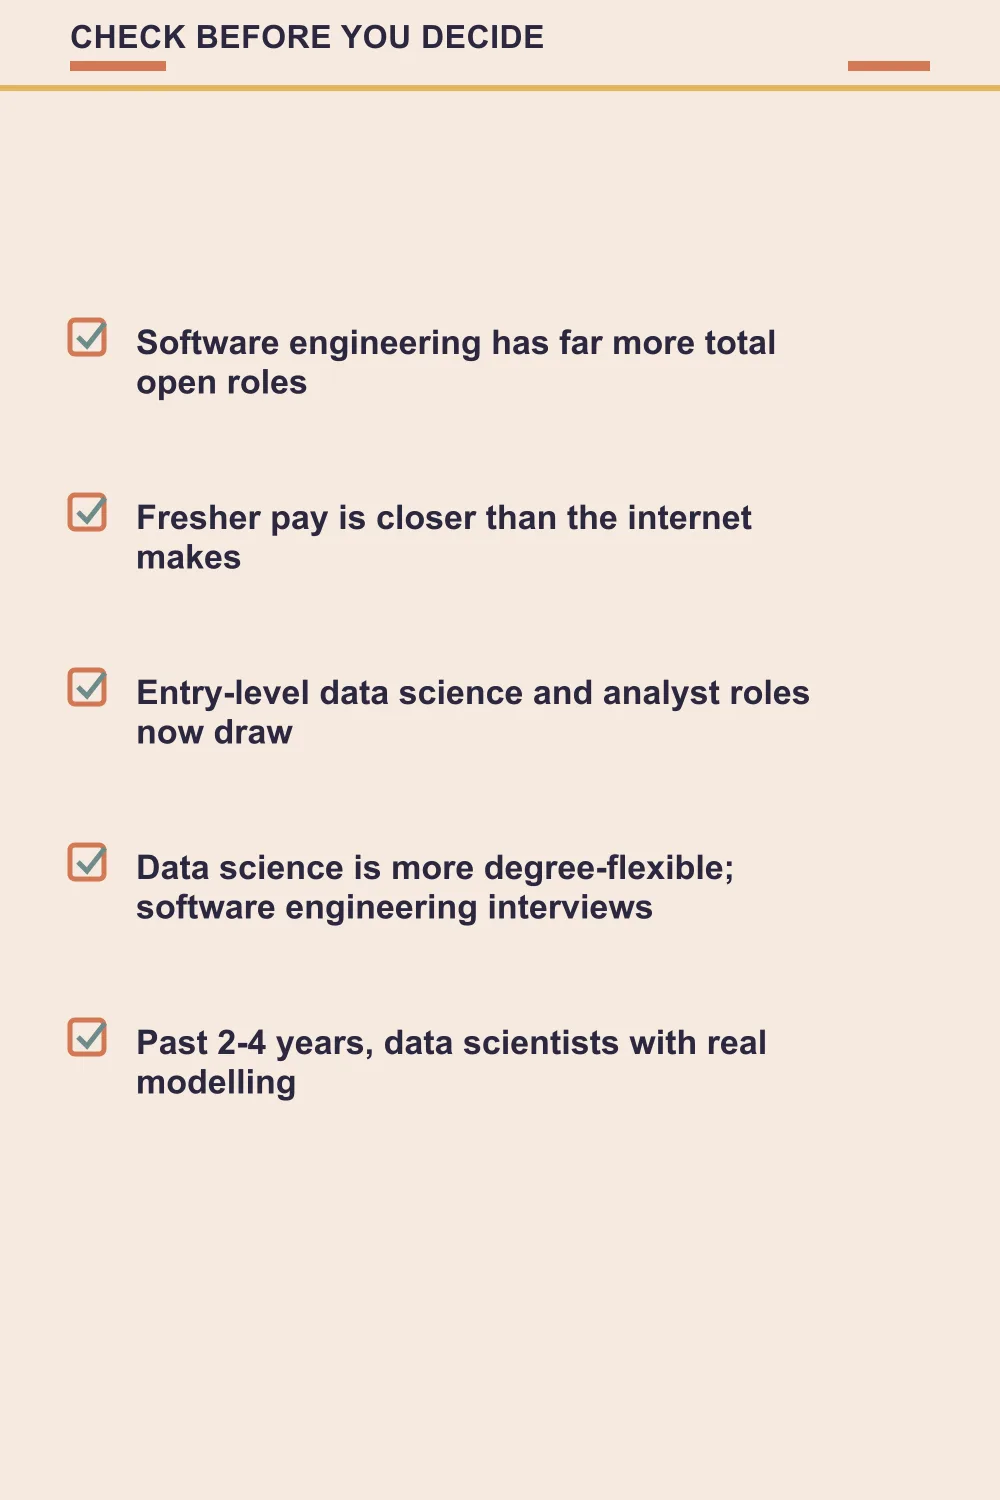 CHECK BEFORE YOU DECIDE
Software engineering has far more total
open roles
Fresher pay is closer than the internet
makes
Entry-level data science and analyst roles
now draw
Data science is more degree-flexible;
software engineering interviews
Past 2-4 years, data scientists with real
modelling